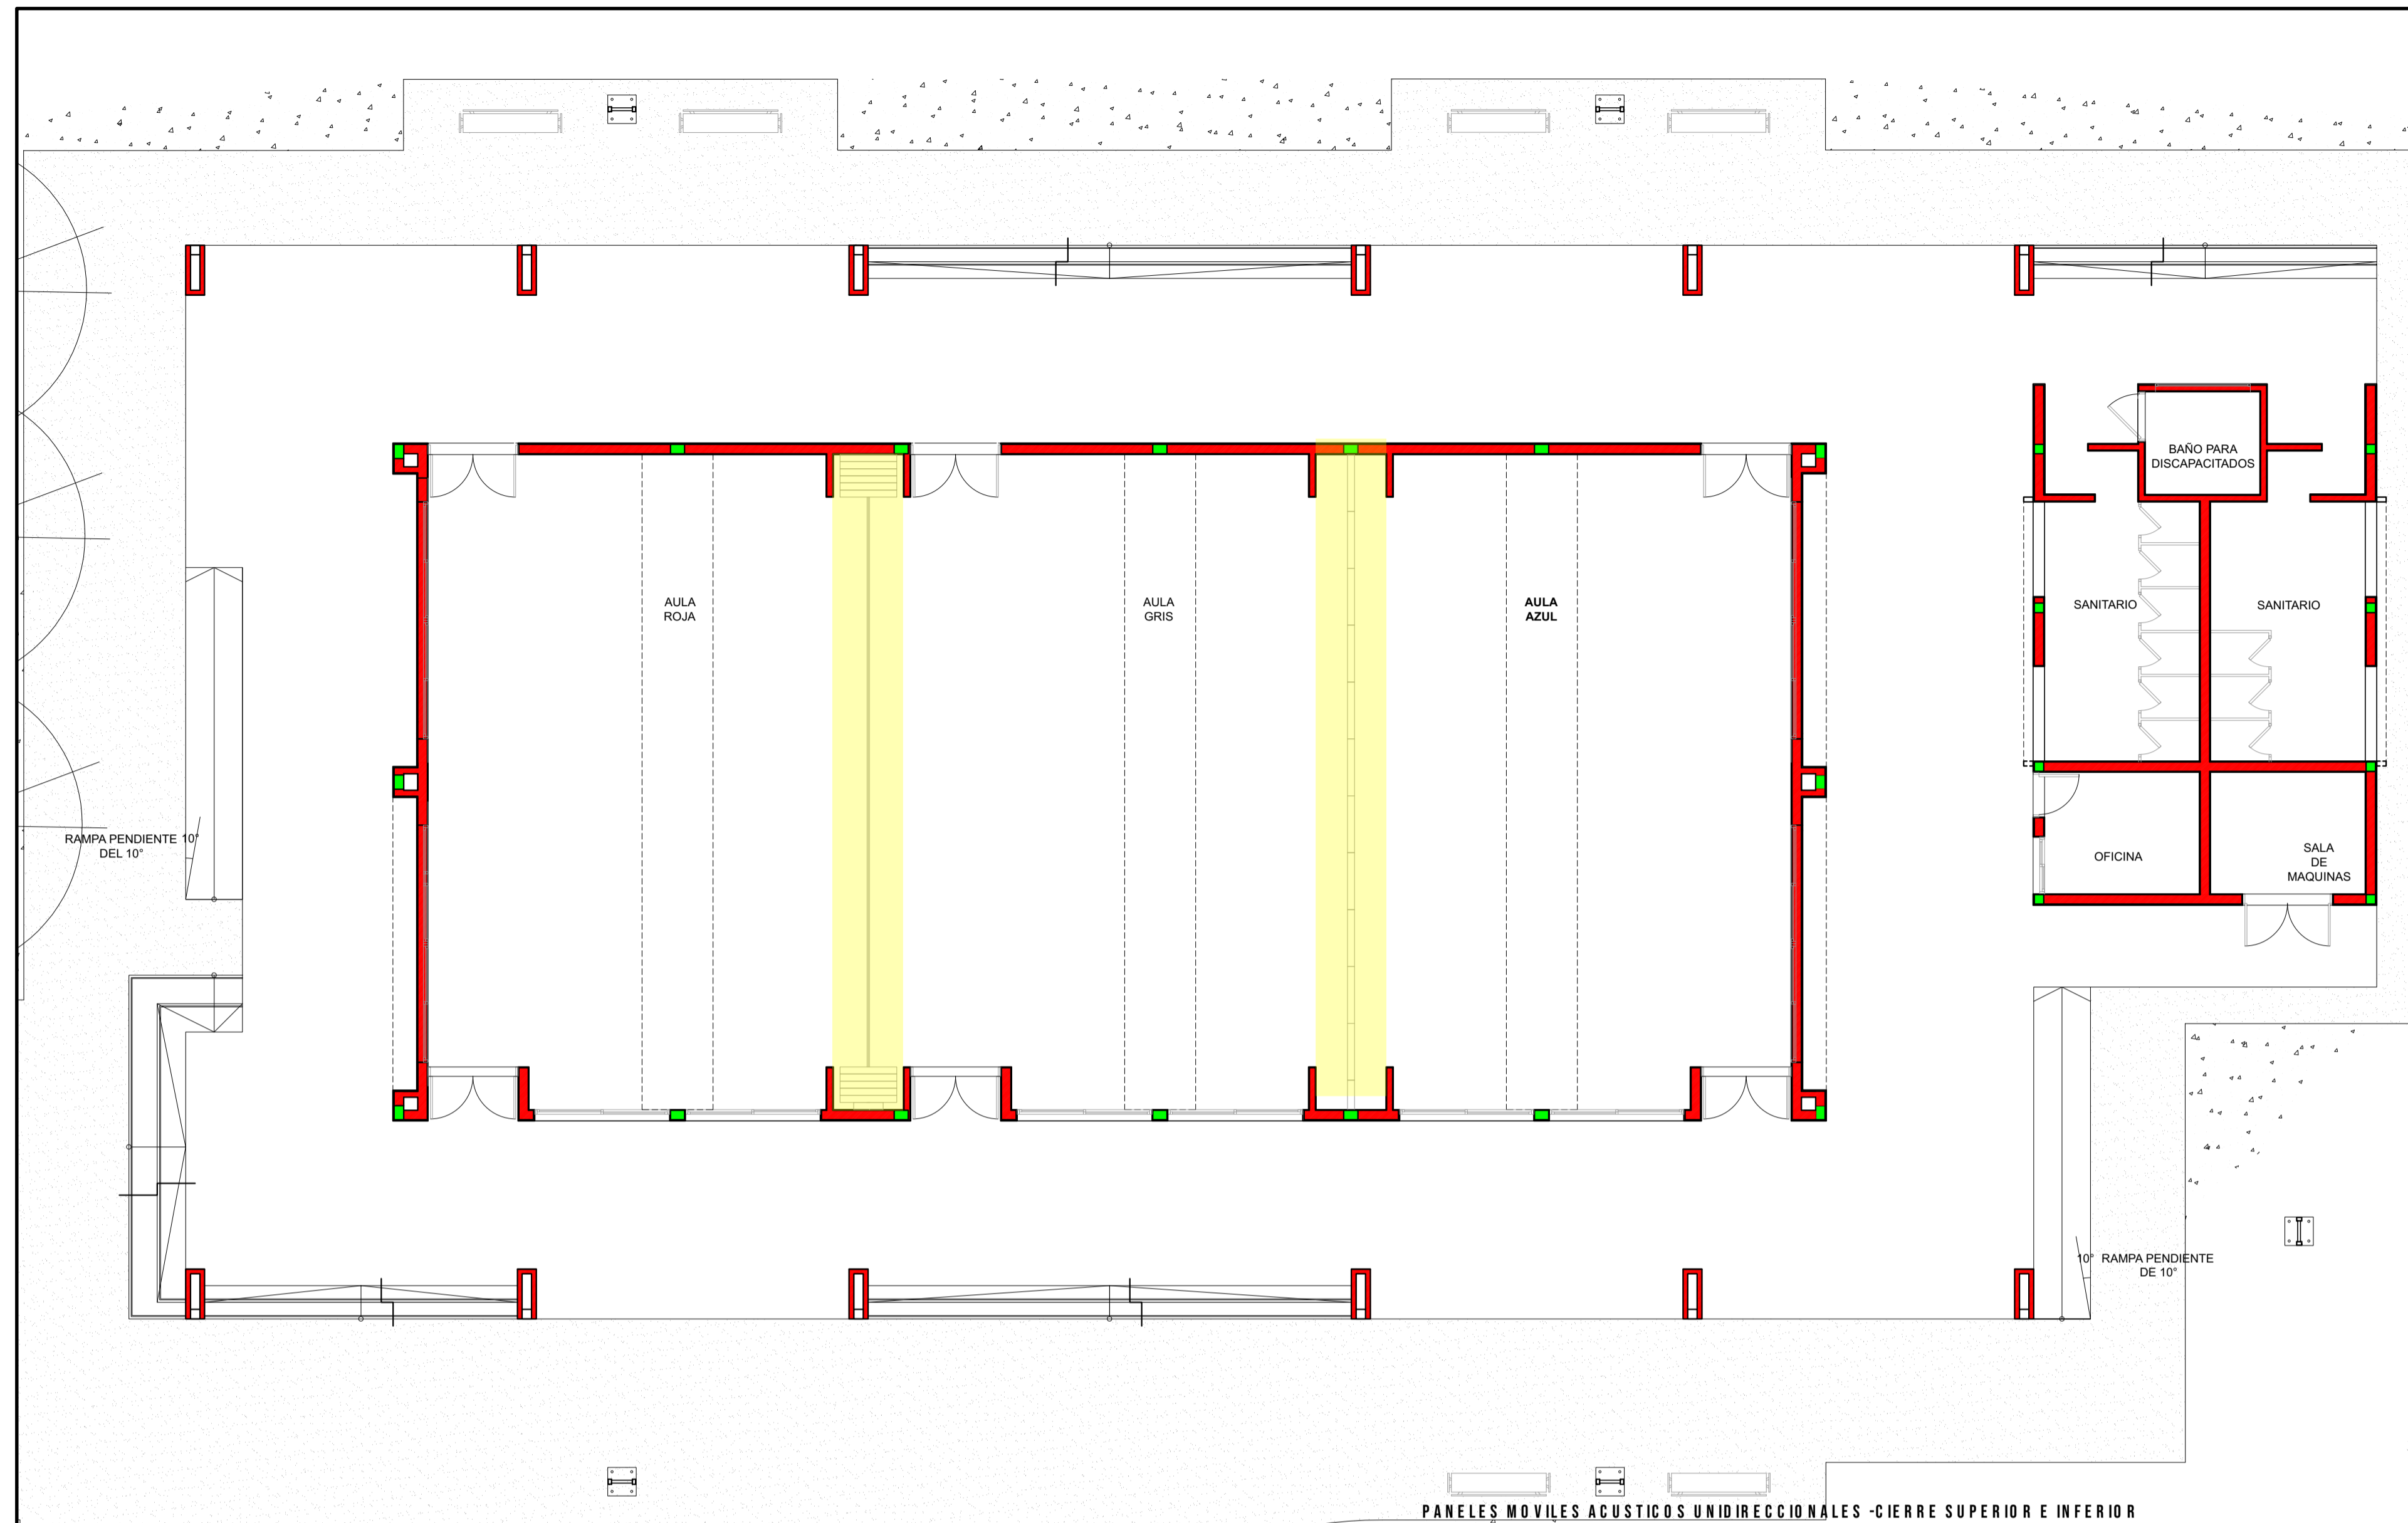 BAÑO PARA
DISCAPACITADOS
AULA
ROJA
AULA
GRIS
AULA
AZUL
SANITARIO
SANITARIO
RAMPA PENDIENTE 10°
DEL 10°
OFICINA
SALA
DE
MAQUINAS
10° RAMPA PENDIENTE
DE 10°
PANELES MOVILES ACUSTICOS UNIDIRECCIONALES -CIERRE SUPERIOR E INFERIOR